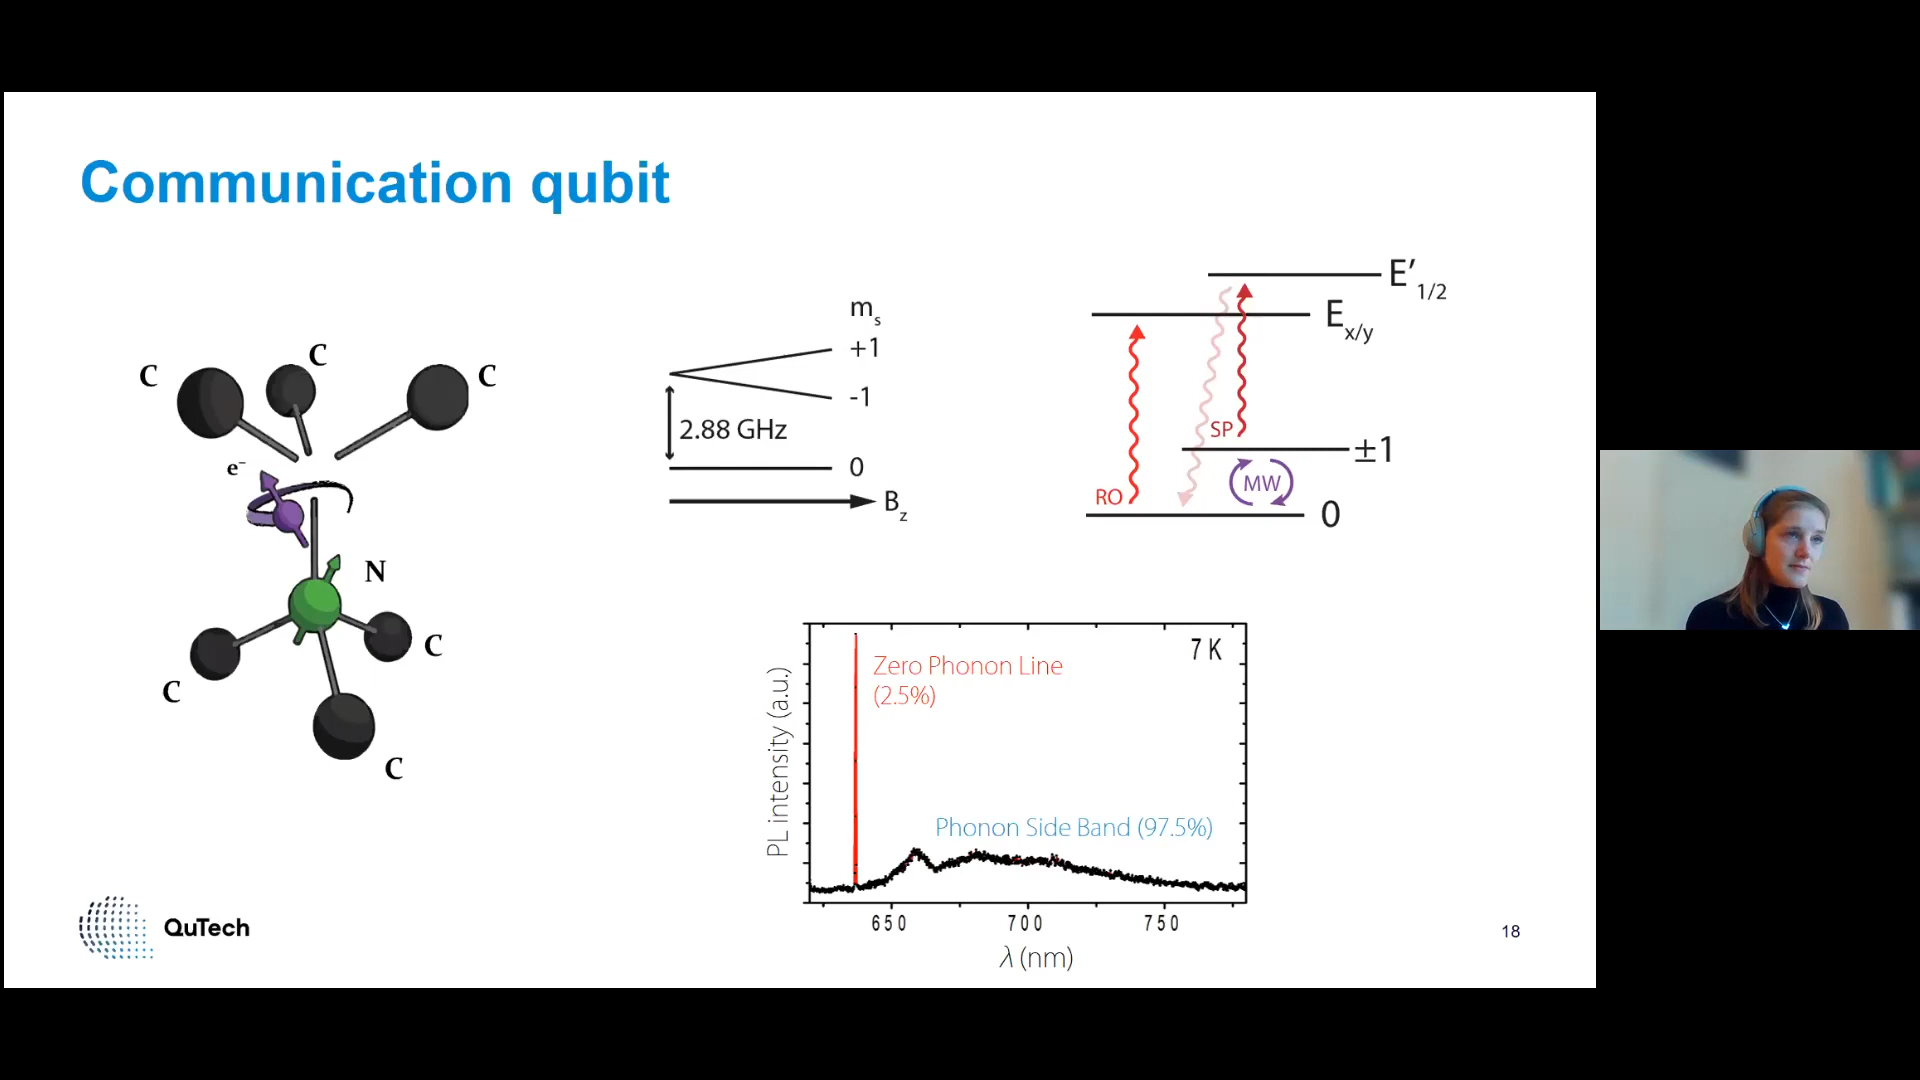 Communication qubit
C
C
C
e⁻
N
C
C
C
mₛ
+1
-1
2.88 GHz
0
B_z
E′_1/2
E_x/y
SP
±1
RO
MW
0
7 K
Zero Phonon Line
(2.5%)
Phonon Side Band (97.5%)
PL intensity (a.u.)
650 700 750
λ (nm)
QuTech
18